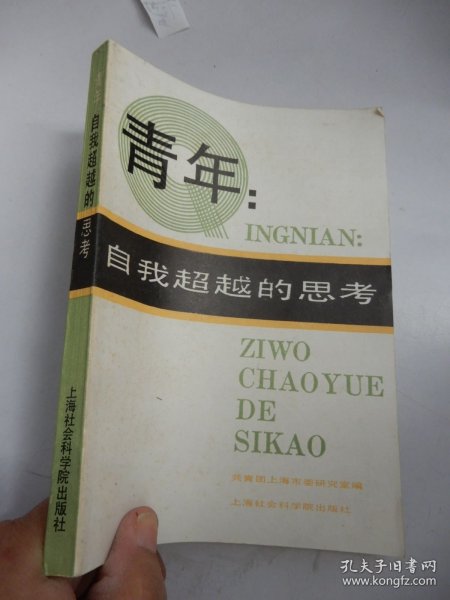 青年:
INGNIAN:
自我超越的思考
ZIWO
CHAOYUE
DE
SIKAO
共青团上海市委研究室编
上海社会科学院出版社
青年:
自我超越的思考
上海社会科学院出版社
孔夫子旧书网
www.kongfz.com